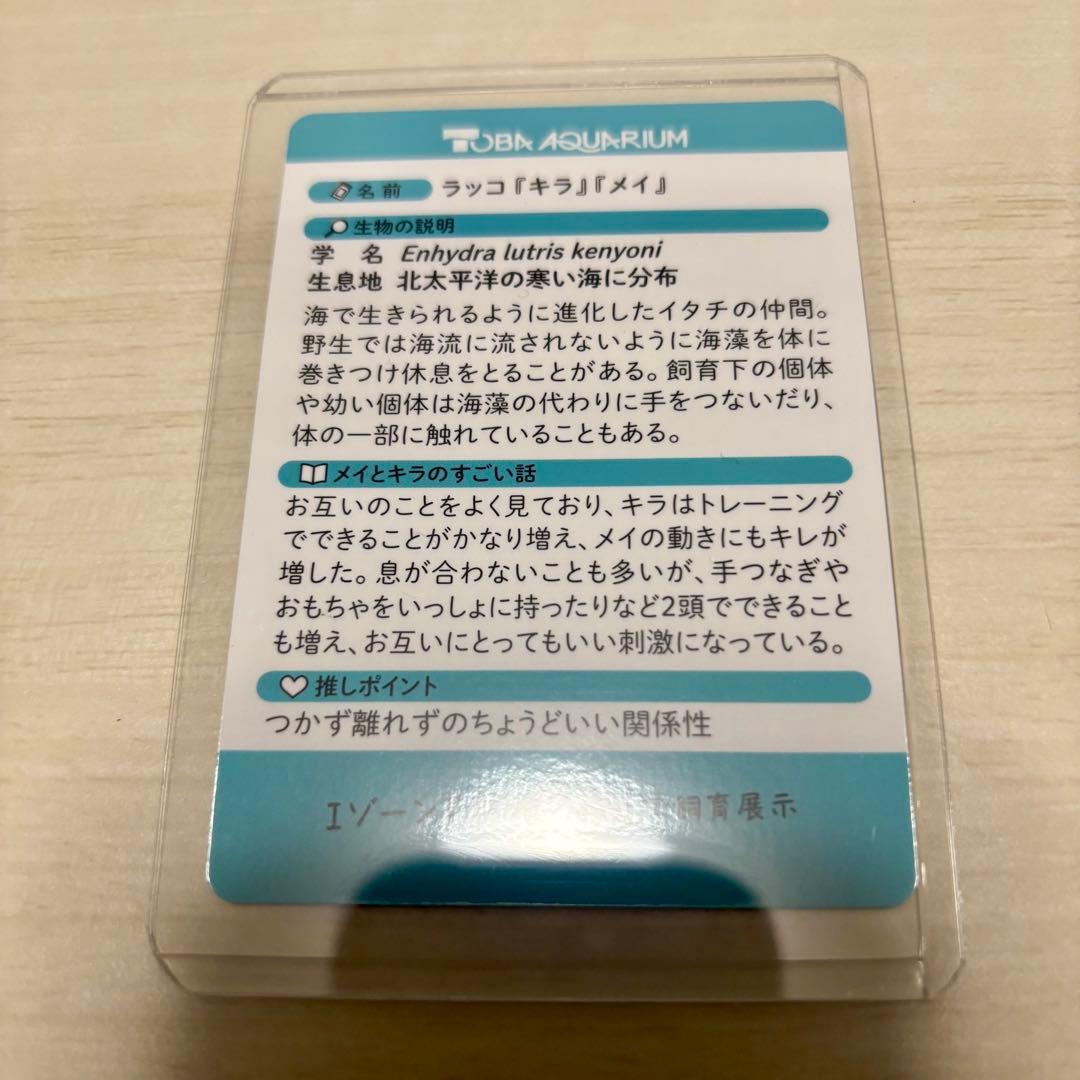 TOBA AQUARIUM
名前 ラッコ『キラ』『メイ』
生物の説明
学 名 Enhydra lutris kenyoni
生息地 北太平洋の寒い海に分布
海で生きられるように進化したイタチの仲間。
野生では海流に流されないように海藻を体に
巻きつけ休息をとることがある。飼育下の個体
や幼い個体は海藻の代わりに手をつないだり、
体の一部に触れていることもある。
メイとキラのすごい話
お互いのことをよく見ており、キラはトレーニング
でできることがかなり増え、メイの動きにもキレが
増した。息が合わないことも多いが、手つなぎや
おもちゃをいっしょに持ったりなど2頭でできること
も増え、お互いにとってもいい刺激になっている。
推しポイント
つかず離れずのちょうどいい関係性
Iゾーン 飼育展示